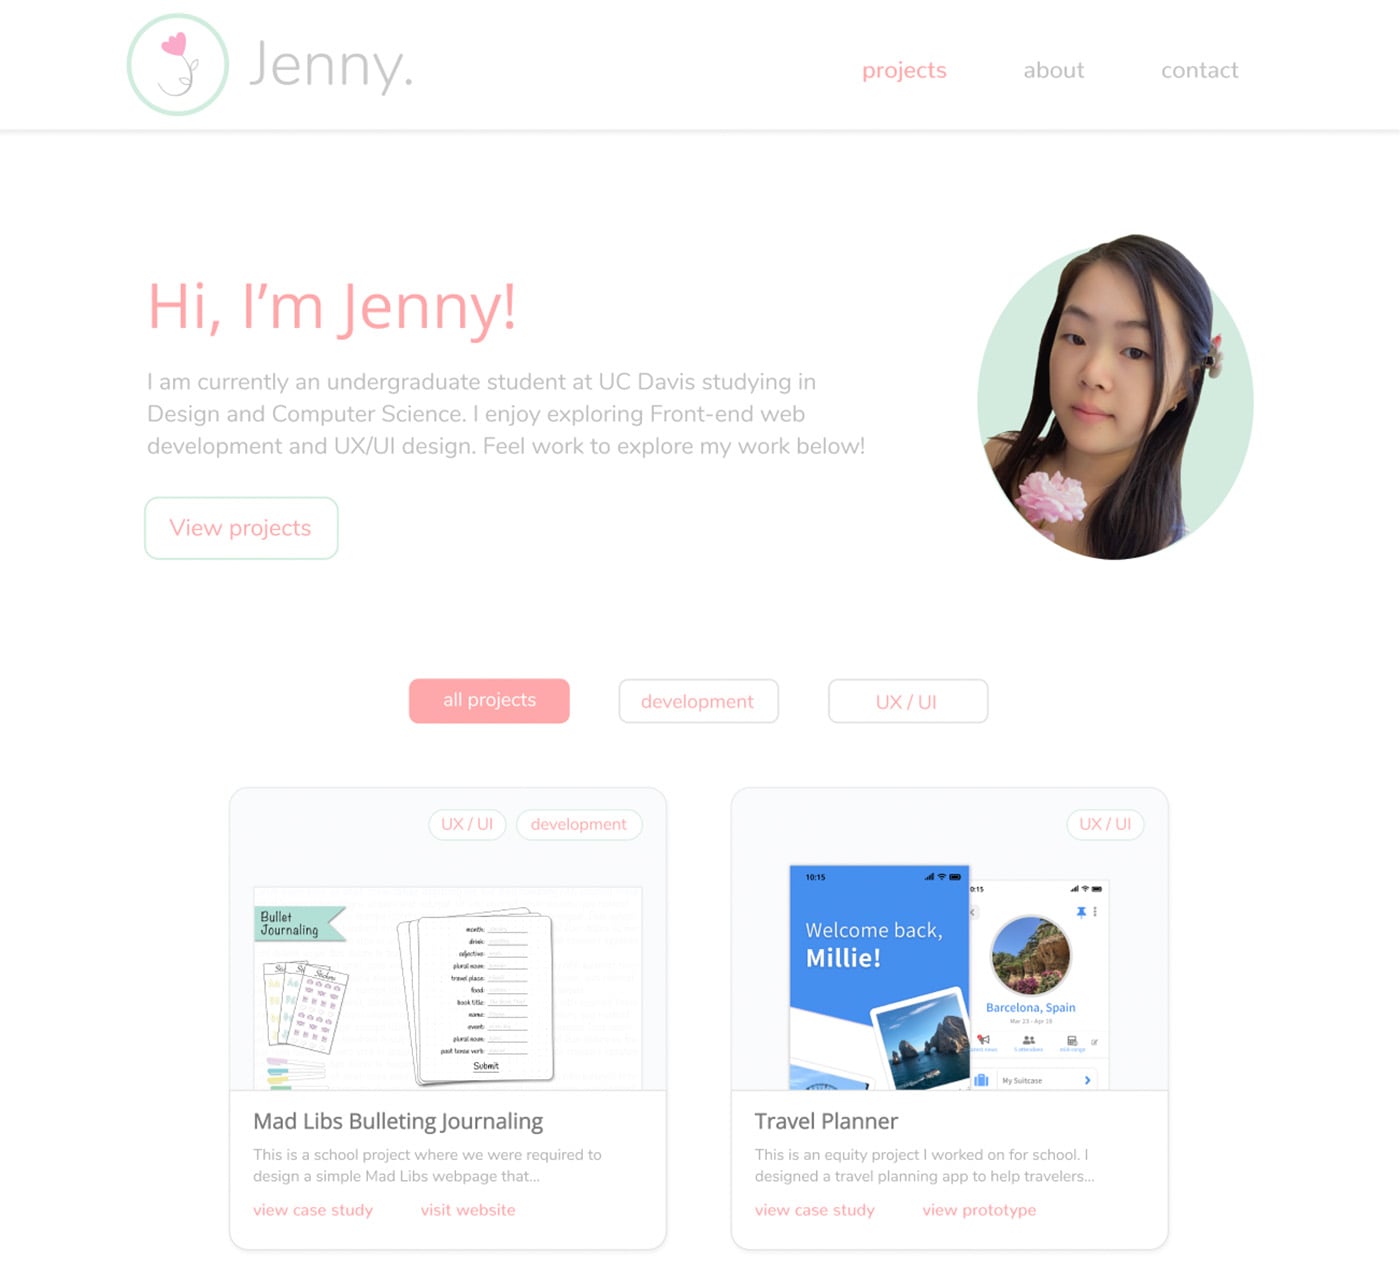 Jenny.
projects
about
contact
Hi, I'm Jenny!
I am currently an undergraduate student at UC Davis studying in
Design and Computer Science. I enjoy exploring Front-end web
development and UX/UI design. Feel work to explore my work below!
View projects
all projects
development
UX / UI
UX / UI
development
Bullet
Journaling
Stickers
month:
drink:
adjective:
plural noun:
travel place:
food:
book title:
name:
event:
plural noun:
past tense verb:
Submit
Mad Libs Bulleting Journaling
This is a school project where we were required to
design a simple Mad Libs webpage that...
view case study
visit website
UX / UI
10:15
Welcome back,
Millie!
0:15
Barcelona, Spain
Mar 23 - Apr 15
My Suitcase
Travel Planner
This is an equity project I worked on for school. I
designed a travel planning app to help travelers...
view case study
view prototype